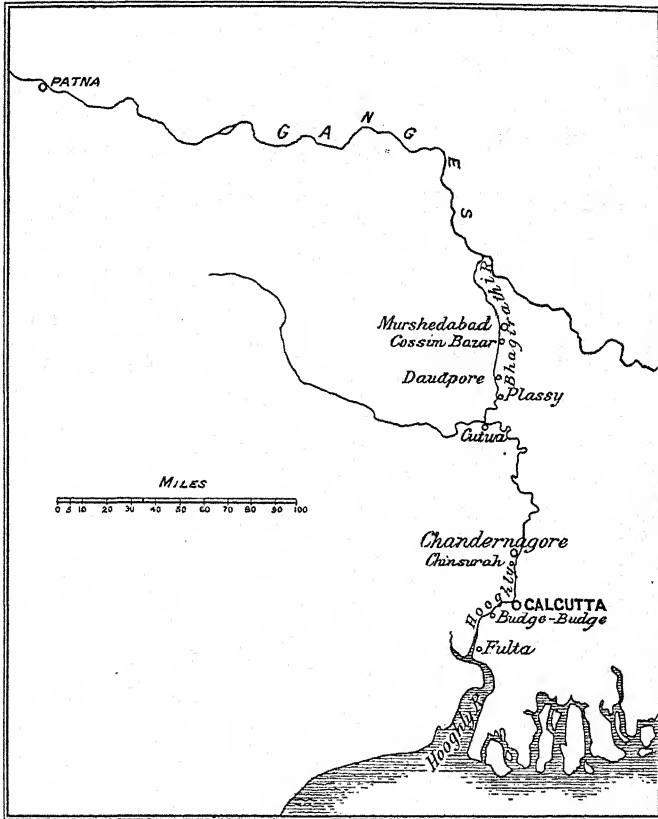 PATNA
GANGES
Bhagirathi R
Murshedabad
Cossim Bazar
Daudpore
Plassy
Cutwa
MILES
0 5 10 20 30 40 50 60 70 80 90 100
Chandernagore
Chinsurah
Hooghly
CALCUTTA
Budge-Budge
Fulta
Hooghly R